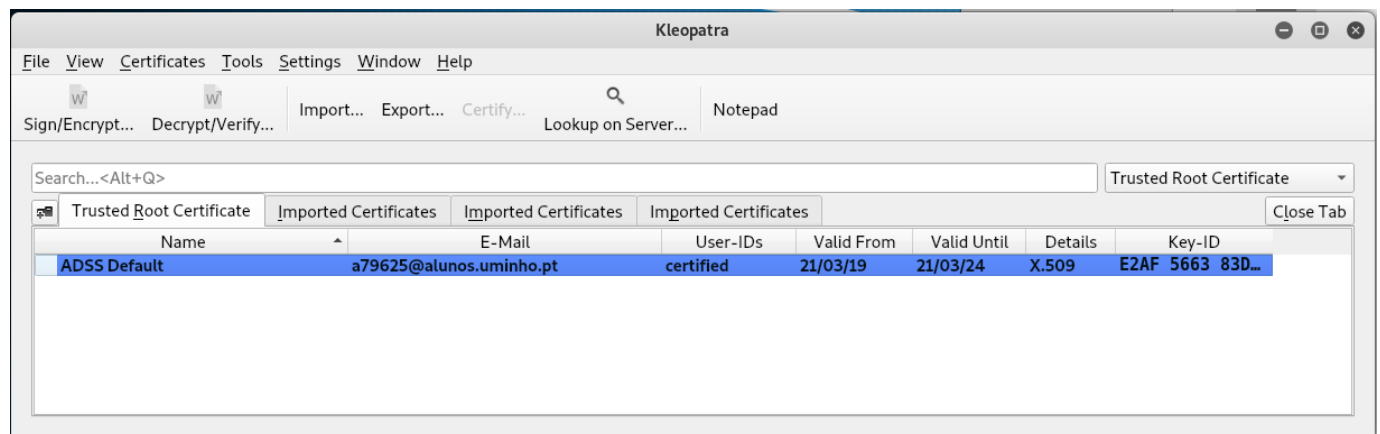 Kleopatra
File View Certificates Tools Settings Window Help
Sign/Encrypt... Decrypt/Verify... Import... Export... Certify... Lookup on Server... Notepad
Search...<Alt+Q> Trusted Root Certificate
Trusted Root Certificate Imported Certificates Imported Certificates Imported Certificates Close Tab
Name E-Mail User-IDs Valid From Valid Until Details Key-ID
ADSS Default a79625@alunos.uminho.pt certified 21/03/19 21/03/24 X.509 E2AF 5663 83D...